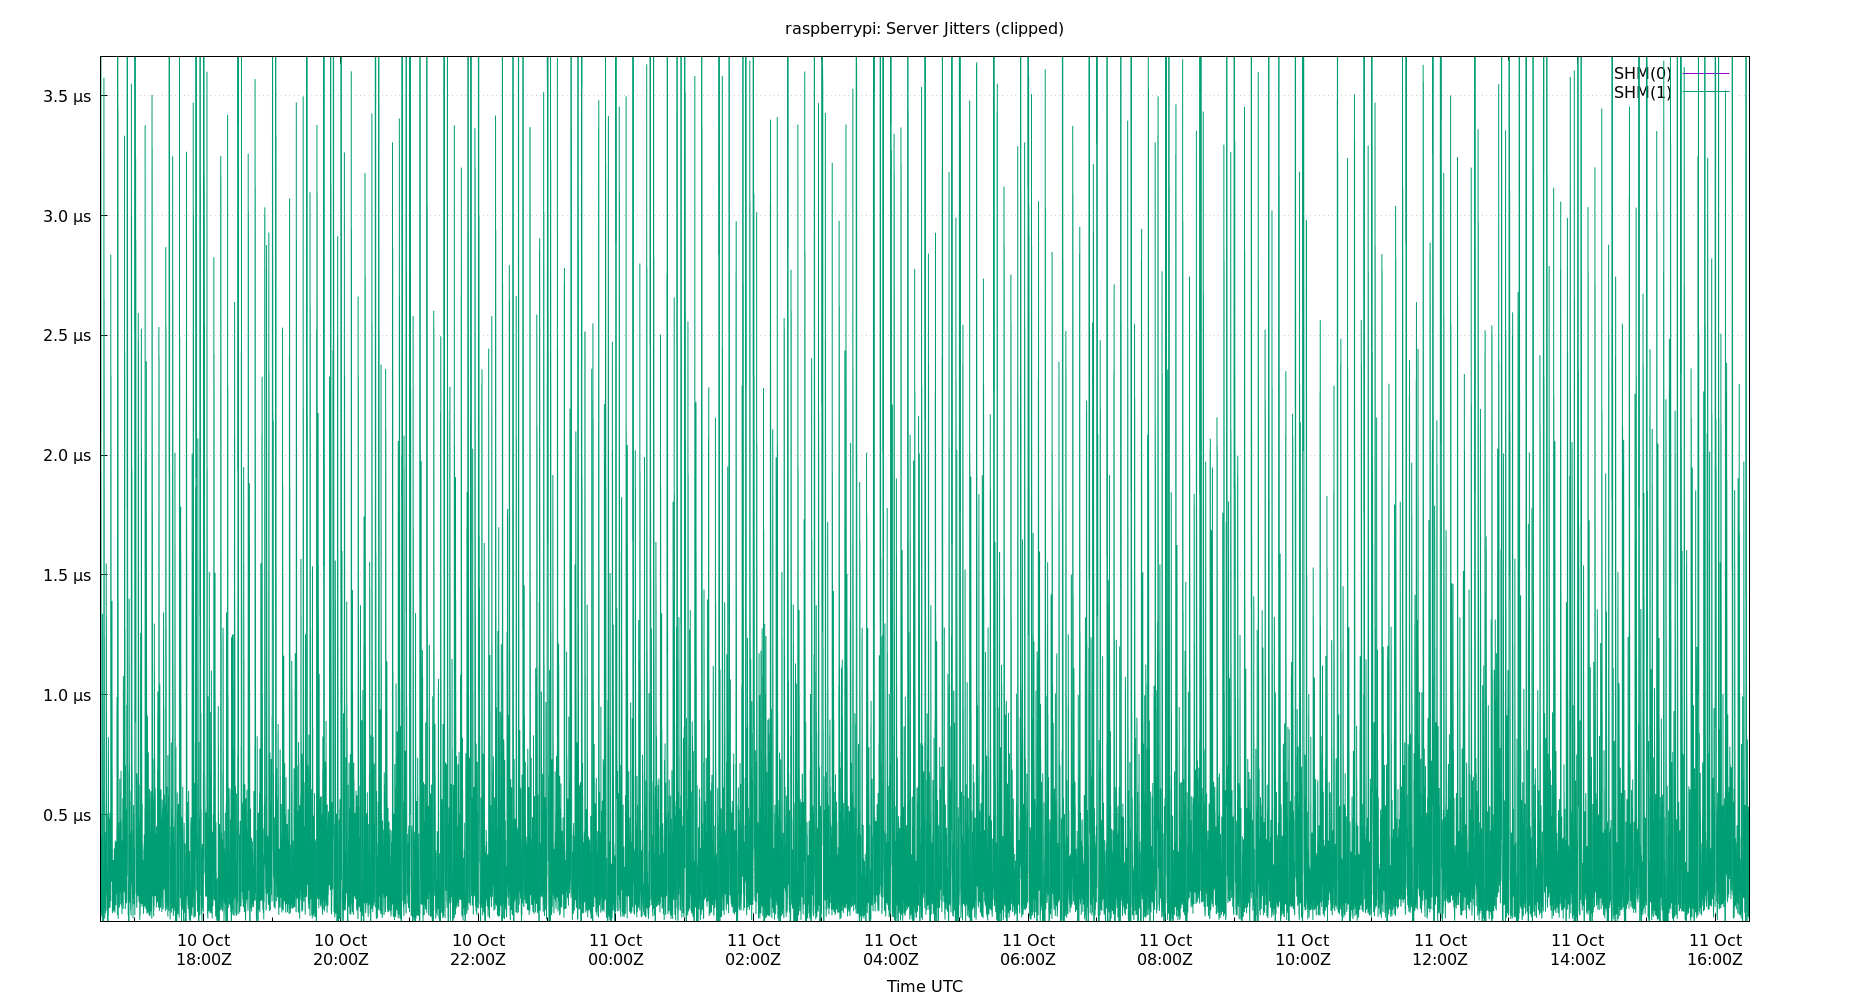 raspberrypi: Server Jitters (clipped)
SHM(0)
SHM(1)
3.5 µs
3.0 µs
2.5 µs
2.0 µs
1.5 µs
1.0 µs
0.5 µs
10 Oct 10 Oct 10 Oct 11 Oct 11 Oct 11 Oct 11 Oct 11 Oct 11 Oct 11 Oct 11 Oct 11 Oct
18:00Z 20:00Z 22:00Z 00:00Z 02:00Z 04:00Z 06:00Z 08:00Z 10:00Z 12:00Z 14:00Z 16:00Z
Time UTC